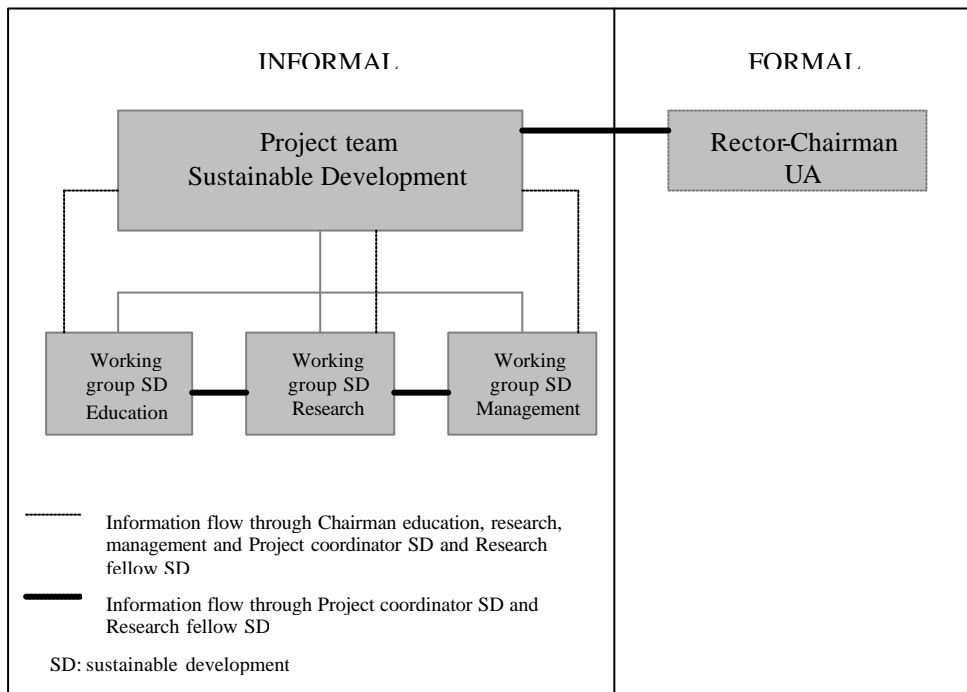 INFORMAL
FORMAL
Project team
Sustainable Development
Rector-Chairman
UA
Working
group SD
Education
Working
group SD
Research
Working
group SD
Management
Information flow through Chairman education, research,
management and Project coordinator SD and Research
fellow SD
Information flow through Project coordinator SD and
Research fellow SD
SD: sustainable development